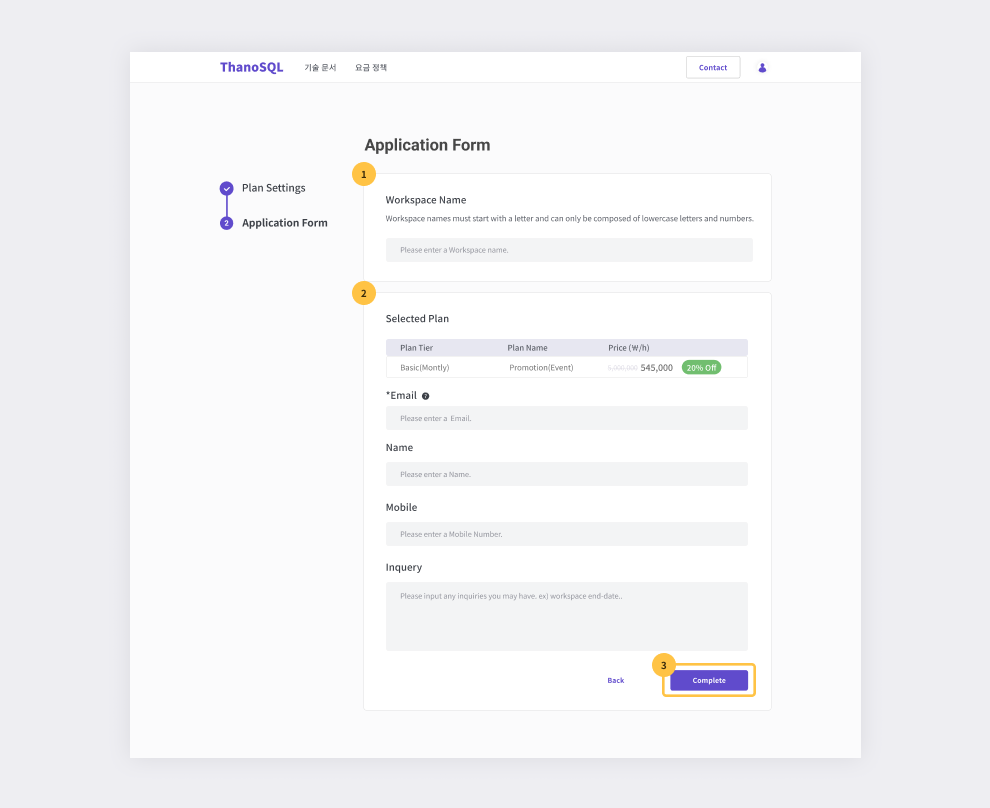 ThanoSQL 기술 문서 요금 정책 Contact
Application Form
1
Plan Settings
2 Application Form
Workspace Name
Workspace names must start with a letter and can only be composed of lowercase letters and numbers.
Please enter a Workspace name.
2
Selected Plan
Plan Tier Plan Name Price (₩/h)
Basic(Montly) Promotion(Event) 545,000 20% Off
*Email ?
Please enter a Email.
Name
Please enter a Name.
Mobile
Please enter a Mobile Number.
Inquery
Please input any inquiries you may have. ex) workspace end-date..
3
Back Complete